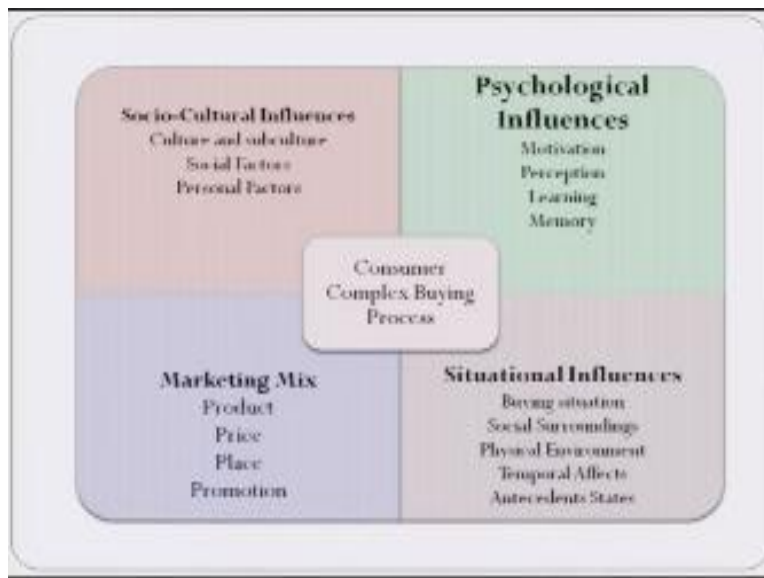 Socio-Cultural Influences
Culture and subculture
Social Factors
Personal Factors
Psychological
Influences
Motivation
Perception
Learning
Memory
Consumer
Complex Buying
Process
Marketing Mix
Product
Price
Place
Promotion
Situational Influences
Buying situation
Social Surroundings
Physical Environment
Temporal Affects
Antecedents States